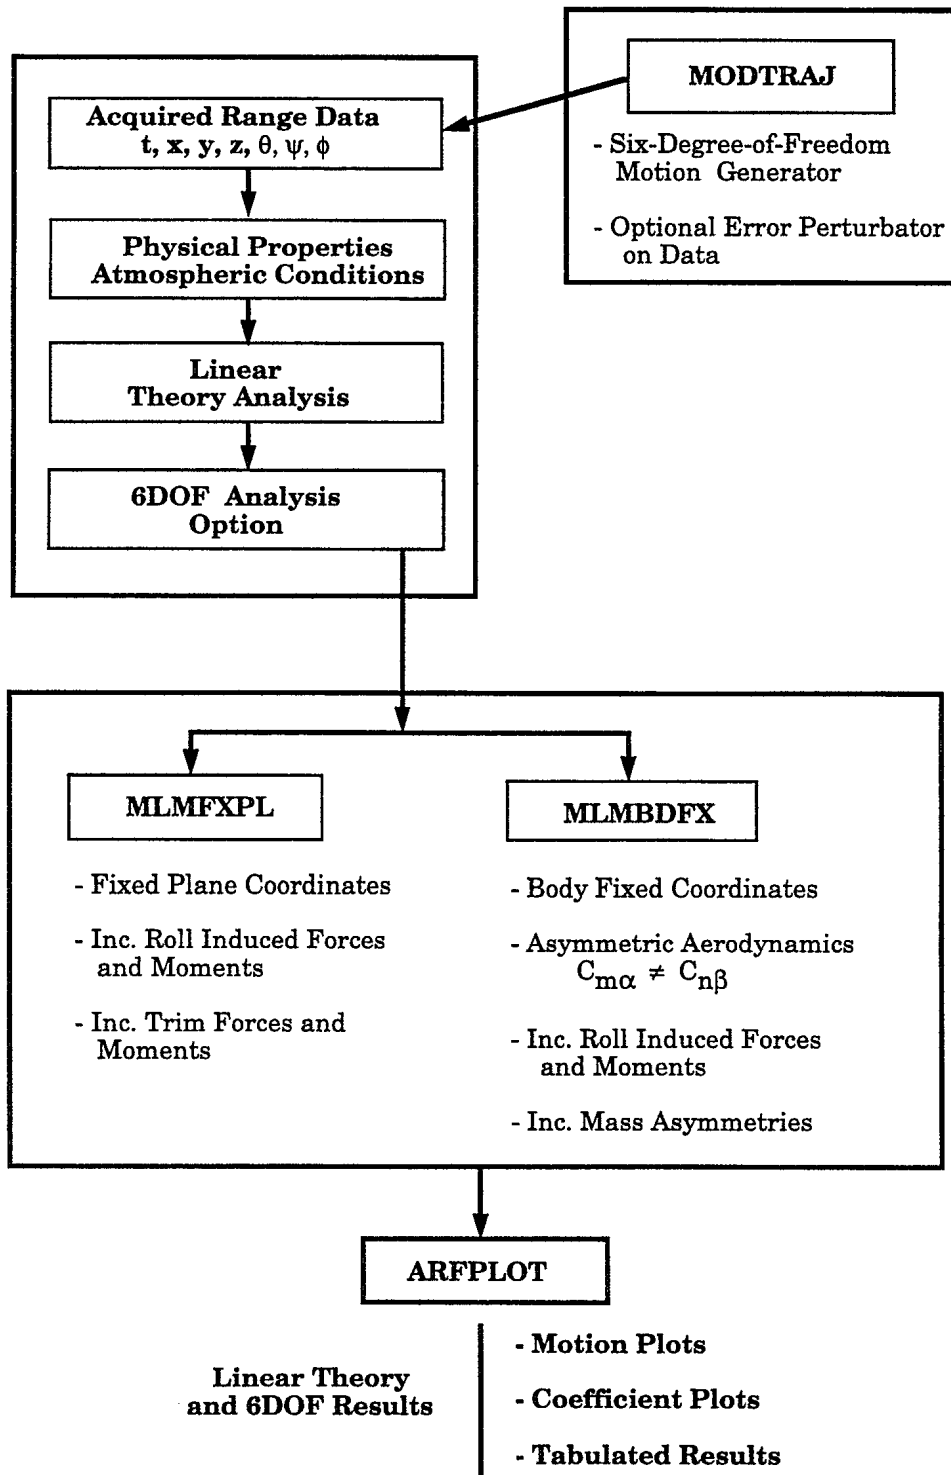 MODTRAJ
- Six-Degree-of-Freedom
Motion Generator
- Optional Error Perturbator
on Data
Acquired Range Data
t, x, y, z, θ, ψ, ϕ
Physical Properties
Atmospheric Conditions
Linear
Theory Analysis
6DOF Analysis
Option
MLMFXPL
- Fixed Plane Coordinates
- Inc. Roll Induced Forces
and Moments
- Inc. Trim Forces and
Moments
MLMBDFX
- Body Fixed Coordinates
- Asymmetric Aerodynamics
Cmα ≠ Cnβ
- Inc. Roll Induced Forces
and Moments
- Inc. Mass Asymmetries
ARFPLOT
Linear Theory
and 6DOF Results
- Motion Plots
- Coefficient Plots
- Tabulated Results